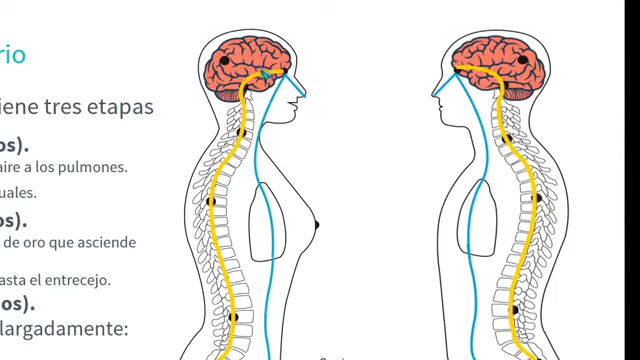 rio
iene tres etapas
os).
aire a los pulmones.
uales.
os).
de oro que asciende
asta el entrecejo.
os).
largadamente: